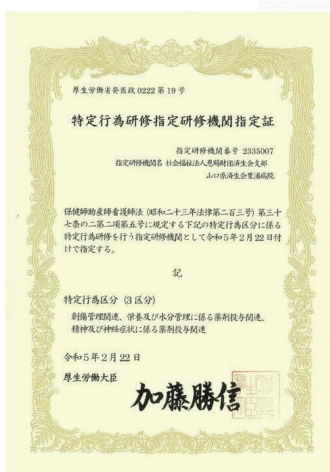 厚生労働省発医政 0222 第 19 号
特定行為研修指定研修機関指定証
指定研修機関番号 2335007
指定研修機関名 社会福祉法人恩賜財団済生会支部
山口県済生会豊浦病院
保健師助産師看護師法（昭和二十三年法律第二百三号）第三十
七条の二第二項第五号に規定する下記の特定行為区分に係る
特定行為研修を行う指定研修機関として令和5年2月22日付
けで指定する。
記
特定行為区分（3区分）
創傷管理関連、栄養及び水分管理に係る薬剤投与関連、
精神及び神経症状に係る薬剤投与関連
令和5年2月22日
厚生労働大臣
加藤勝信